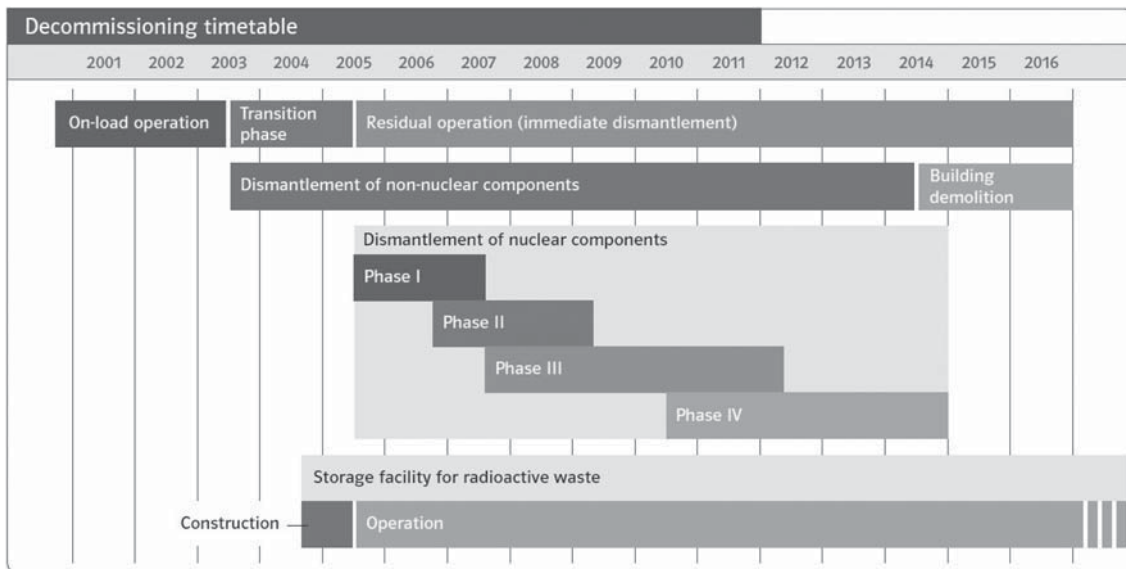 Decommissioning timetable
2001 2002 2003 2004 2005 2006 2007 2008 2009 2010 2011 2012 2013 2014 2015 2016
On-load operation
Transition
phase
Residual operation (immediate dismantlement)
Dismantlement of non-nuclear components
Building
demolition
Dismantlement of nuclear components
Phase I
Phase II
Phase III
Phase IV
Storage facility for radioactive waste
Construction
Operation